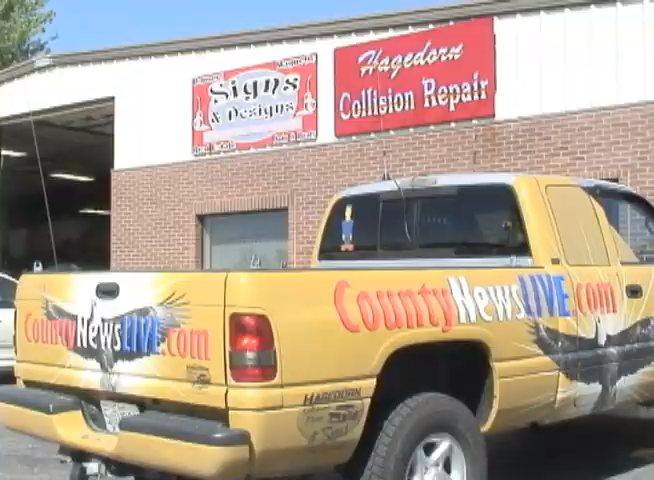 Signs
& Designs
Hagedorn
Collision Repair
CountyNewsLIVE.com
CountyNewsLIVE.com
HAGEDORN